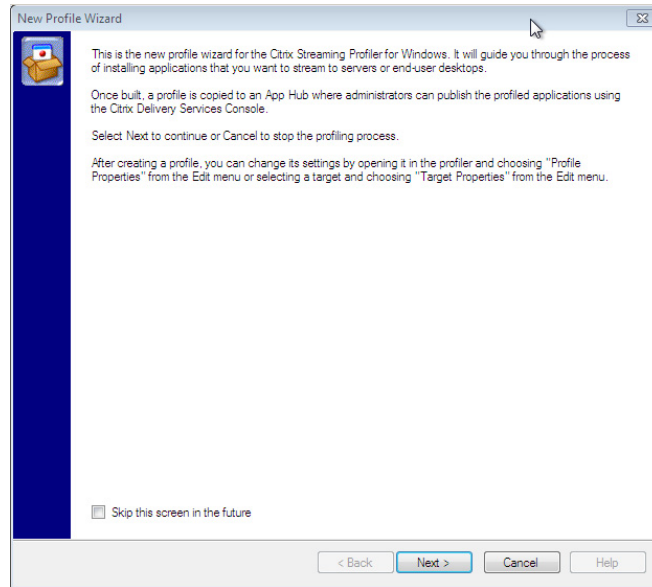 New Profile Wizard
This is the new profile wizard for the Citrix Streaming Profiler for Windows. It will guide you through the process
of installing applications that you want to stream to servers or end-user desktops.
Once built, a profile is copied to an App Hub where administrators can publish the profiled applications using
the Citrix Delivery Services Console.
Select Next to continue or Cancel to stop the profiling process.
After creating a profile, you can change its settings by opening it in the profiler and choosing "Profile
Properties" from the Edit menu or selecting a target and choosing "Target Properties" from the Edit menu.
Skip this screen in the future
< Back Next > Cancel Help